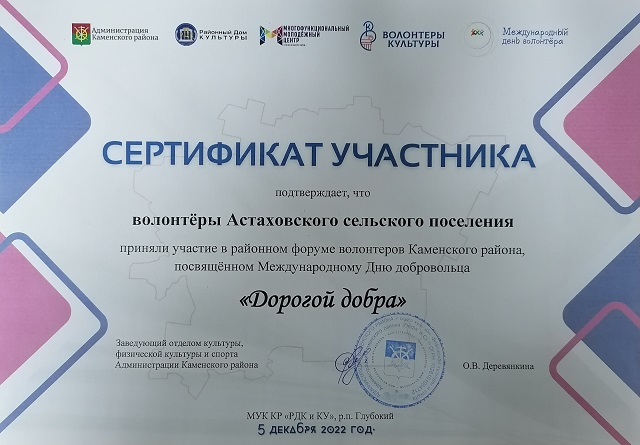 Администрация
Каменского района
Районный Дом
КУЛЬТУРЫ
МНОГОФУНКЦИОНАЛЬНЫЙ
МОЛОДЁЖНЫЙ
ЦЕНТР
ВОЛОНТЕРЫ
КУЛЬТУРЫ
Международный
день волонтёра
СЕРТИФИКАТ УЧАСТНИКА
подтверждает, что
волонтёры Астаховского сельского поселения
приняли участие в районном форуме волонтеров Каменского района,
посвящённом Международному Дню добровольца
«Дорогой добра»
Заведующий отделом культуры,
физической культуры и спорта
Администрации Каменского района
О.В. Деревянкина
МУК КР «РДК и КУ», р.п. Глубокий
5 ДЕКАБРЯ 2022 ГОД.